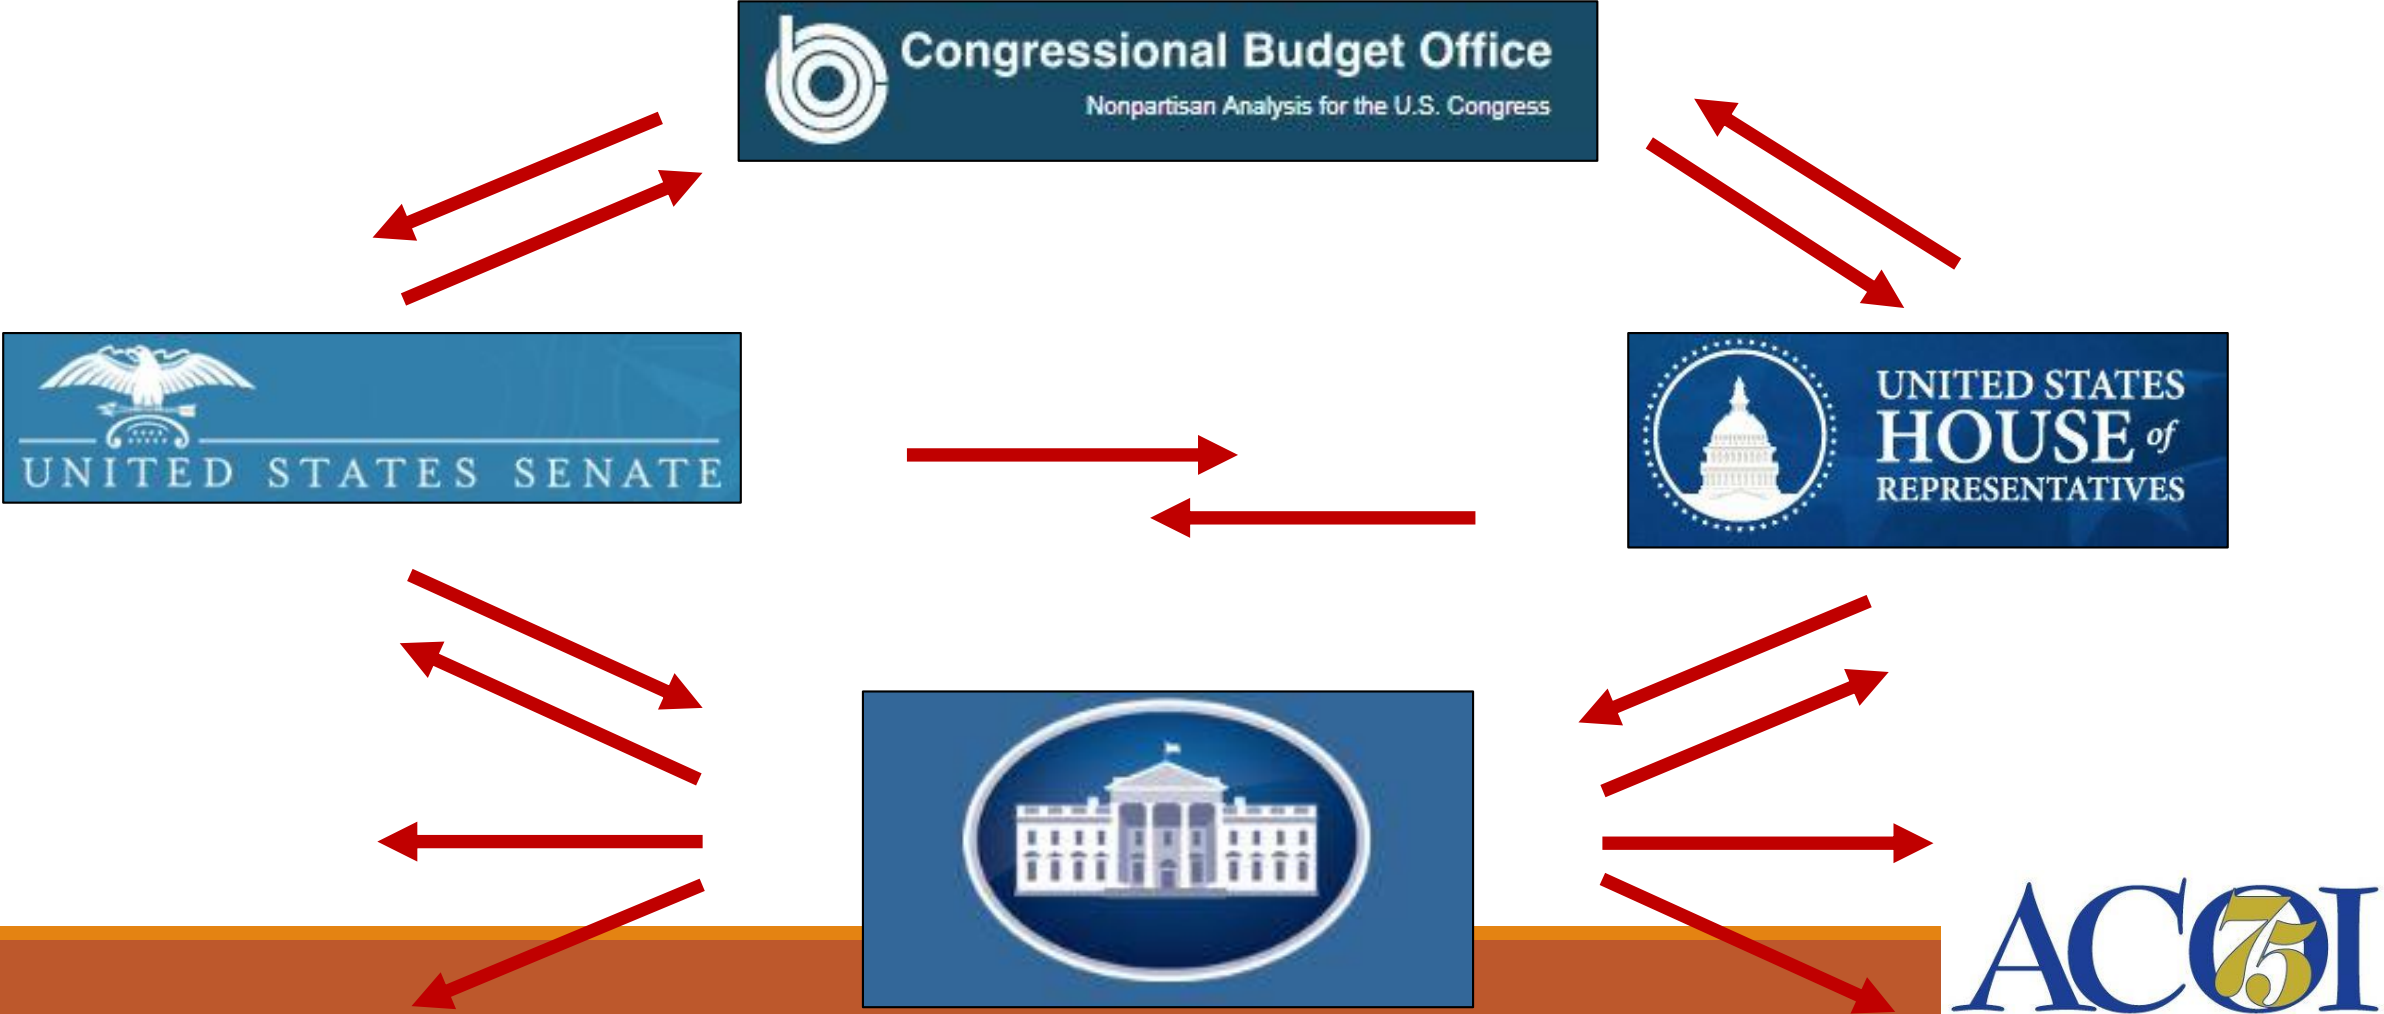 Congressional Budget Office
Nonpartisan Analysis for the U.S. Congress
UNITED STATES SENATE
UNITED STATES
HOUSE of
REPRESENTATIVES
ACOI
75